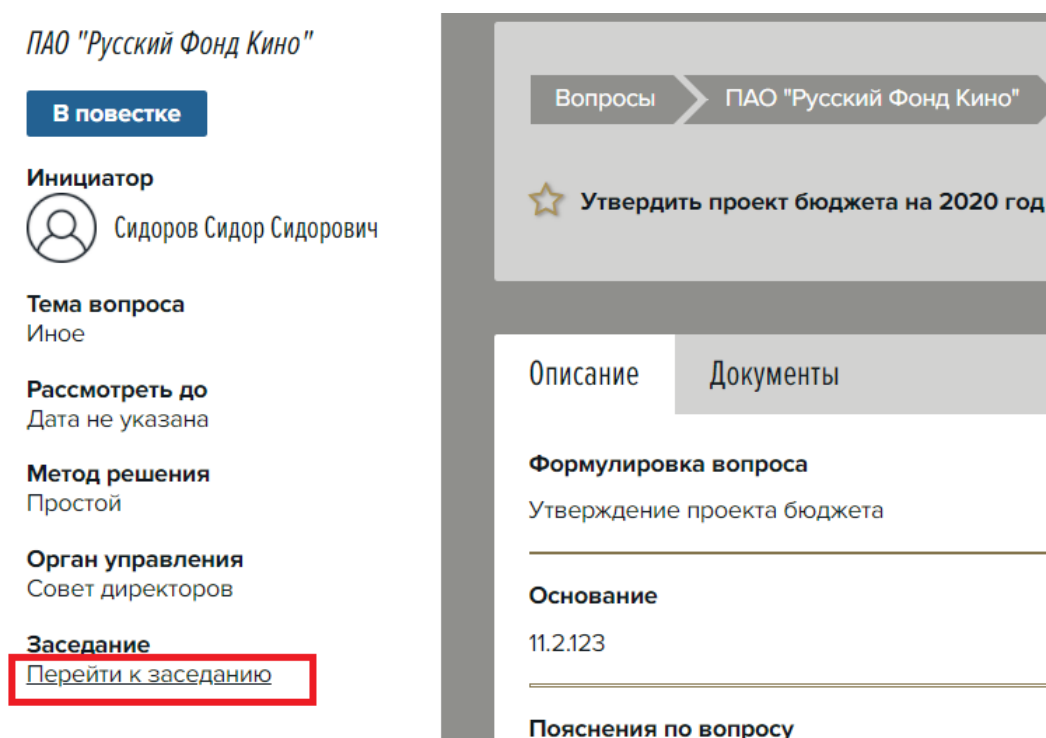 ПАО "Русский Фонд Кино"
В повестке
Инициатор
Сидоров Сидор Сидорович
Тема вопроса
Иное
Рассмотреть до
Дата не указана
Метод решения
Простой
Орган управления
Совет директоров
Заседание
Перейти к заседанию
Вопросы
ПАО "Русский Фонд Кино"
Утвердить проект бюджета на 2020 год
Описание
Документы
Формулировка вопроса
Утверждение проекта бюджета
Основание
11.2.123
Пояснения по вопросу